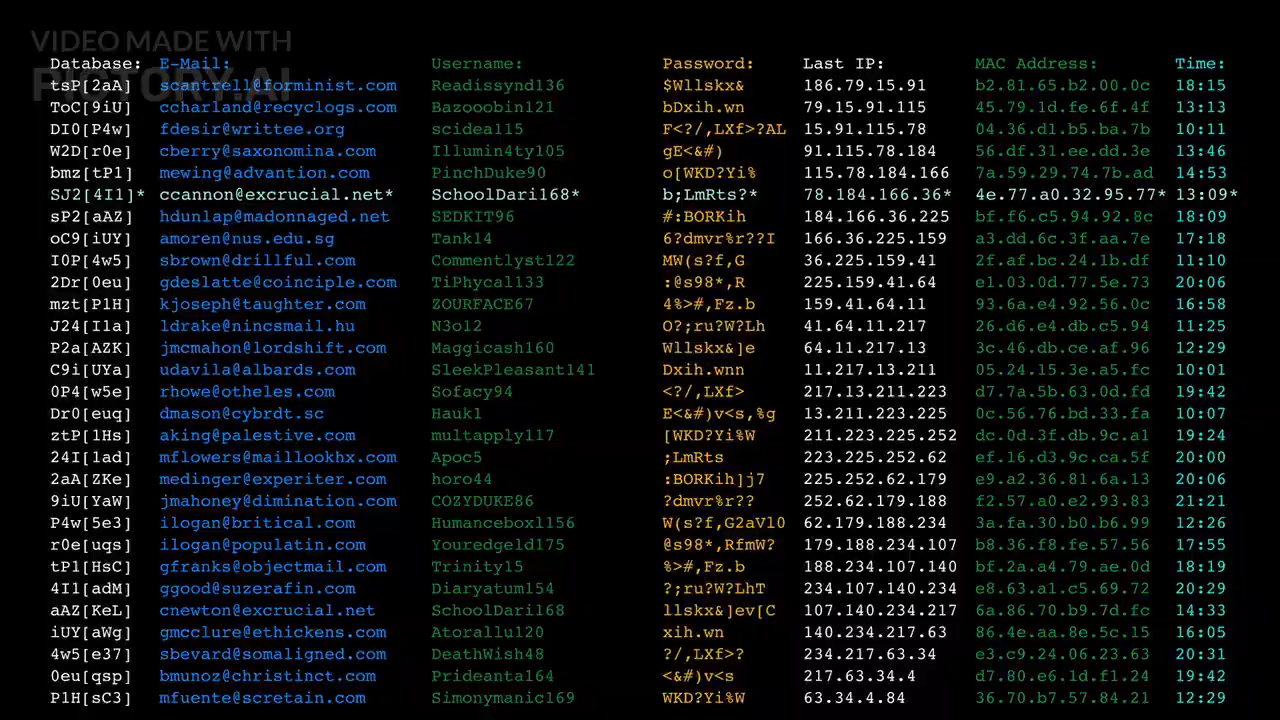 VIDEO MADE WITH
PICTORY.AI
Database: E-Mail: Username: Password: Last IP: MAC Address: Time:
tsP[2aA] scantrell@forminist.com Readissynd136 $Wllskx& 186.79.15.91 b2.81.65.b2.00.0c 18:15
ToC[9iU] ccharland@recyclogs.com Bazooobin121 bDxih.wn 79.15.91.115 45.79.1d.fe.6f.4f 13:13
DI0[P4w] fdesir@writtee.org scidea115 F<?/,LXf>?AL 15.91.115.78 04.36.d1.b5.ba.7b 10:11
W2D[r0e] cberry@saxonomina.com Illumin4ty105 gE<&#) 91.115.78.184 56.df.31.ee.dd.3e 13:46
bmz[tP1] mewing@advantion.com PinchDuke90 o[WKD?Yi% 115.78.184.166 7a.59.29.74.7b.ad 14:53
SJ2[4I1]* ccannon@excrucial.net* SchoolDari168* b;LmRts?* 78.184.166.36* 4e.77.a0.32.95.77* 13:09*
sP2[aAZ] hdunlap@madonnaged.net SEDKIT96 #:BORKih 184.166.36.225 bf.f6.c5.94.92.8c 18:09
oC9[iUY] amoren@nus.edu.sg Tank14 6?dmvr%r??I 166.36.225.159 a3.dd.6c.3f.aa.7e 17:18
I0P[4w5] sbrown@drillful.com Commentlyst122 MW(s?f,G 36.225.159.41 2f.af.bc.24.1b.df 11:10
2Dr[0eu] gdeslatte@coinciple.com TiPhycal133 :@s98*,R 225.159.41.64 e1.03.0d.77.5e.73 20:06
mzt[P1H] kjoseph@taughter.com ZOURFACE67 4%>#,Fz.b 159.41.64.11 93.6a.e4.92.56.0c 16:58
J24[I1a] ldrake@nincsmail.hu N3o12 O?;ru?W?Lh 41.64.11.217 26.d6.e4.db.c5.94 11:25
P2a[AZK] jmcmahon@lordshift.com Maggicash160 Wllskx&]e 64.11.217.13 3c.46.db.ce.af.96 12:29
C9i[UYa] udavila@albards.com SleekPleasant141 Dxih.wnn 11.217.13.211 05.24.15.3e.a5.fc 10:01
0P4[w5e] rhowe@otheles.com Sofacy94 <?/,LXf> 217.13.211.223 d7.7a.5b.63.0d.fd 19:42
Dr0[euq] dmason@cybrdt.sc Hauk1 E<&#)v<s,%g 13.211.223.225 0c.56.76.bd.33.fa 10:07
ztP[1Hs] aking@palestive.com multapply117 [WKD?Yi%W 211.223.225.252 dc.0d.3f.db.9c.a1 19:24
24I[1ad] mflowers@maillookhx.com Apoc5 ;LmRts 223.225.252.62 ef.16.d3.9c.ca.5f 20:00
2aA[ZKe] medinger@experiter.com horo44 :BORKih]j7 225.252.62.179 e9.a2.36.81.6a.13 20:06
9iU[YaW] jmahoney@dimination.com COZYDUKE86 ?dmvr%r?? 252.62.179.188 f2.57.a0.e2.93.83 21:21
P4w[5e3] ilogan@britical.com Humancebox1156 W(s?f,G2aVl0 62.179.188.234 3a.fa.30.b0.b6.99 12:26
r0e[uqs] ilogan@populatin.com Youredgeld175 @s98*,RfmW? 179.188.234.107 b8.36.f8.fe.57.56 17:55
tP1[HsC] gfranks@objectmail.com Trinity15 %>#,Fz.b 188.234.107.140 bf.2a.a4.79.ae.0d 18:19
4I1[adM] ggood@suzerafin.com Diaryatum154 ?;ru?W?LhT 234.107.140.234 e8.63.a1.c5.69.72 20:29
aAZ[KeL] cnewton@excrucial.net SchoolDari168 llskx&]ev[C 107.140.234.217 6a.86.70.b9.7d.fc 14:33
iUY[aWg] gmcclure@ethickens.com Atorallu120 xih.wn 140.234.217.63 86.4e.aa.8e.5c.15 16:05
4w5[e37] sbevard@somaligned.com DeathWish48 ?/,LXf>? 234.217.63.34 e3.c9.24.06.23.63 20:31
0eu[qsp] bmunoz@christinct.com Prideanta164 <&#)v<s 217.63.34.4 d7.80.e6.1d.f1.24 19:42
P1H[sC3] mfuente@scretain.com Simonymanic169 WKD?Yi%W 63.34.4.84 36.70.b7.57.84.21 12:29